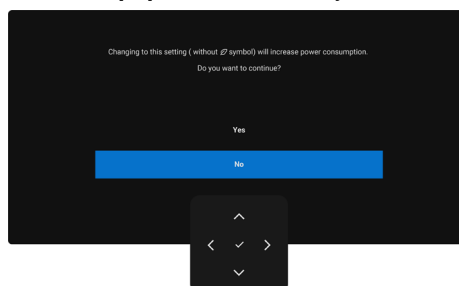 Changing to this setting ( without symbol) will increase power consumption.
Do you want to continue?
Yes
No